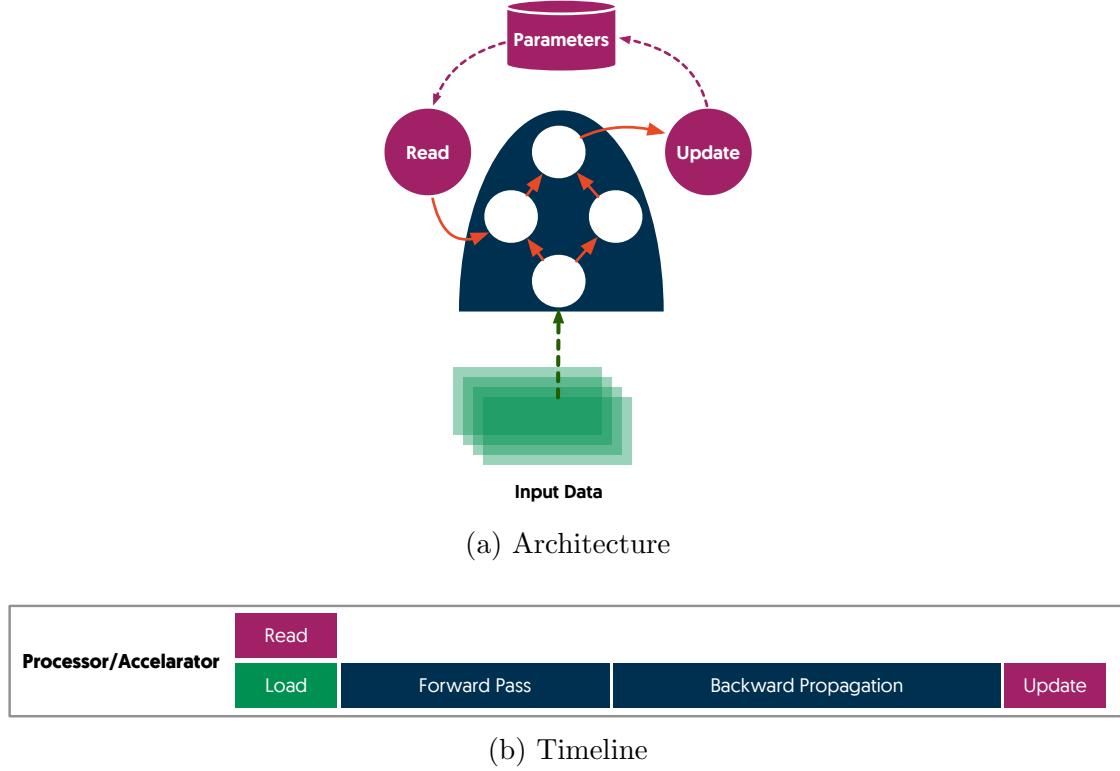 Parameters
Read
Update
Input Data
(a) Architecture
Read
Processor/Accelarator
Load
Forward Pass
Backward Propagation
Update
(b) Timeline